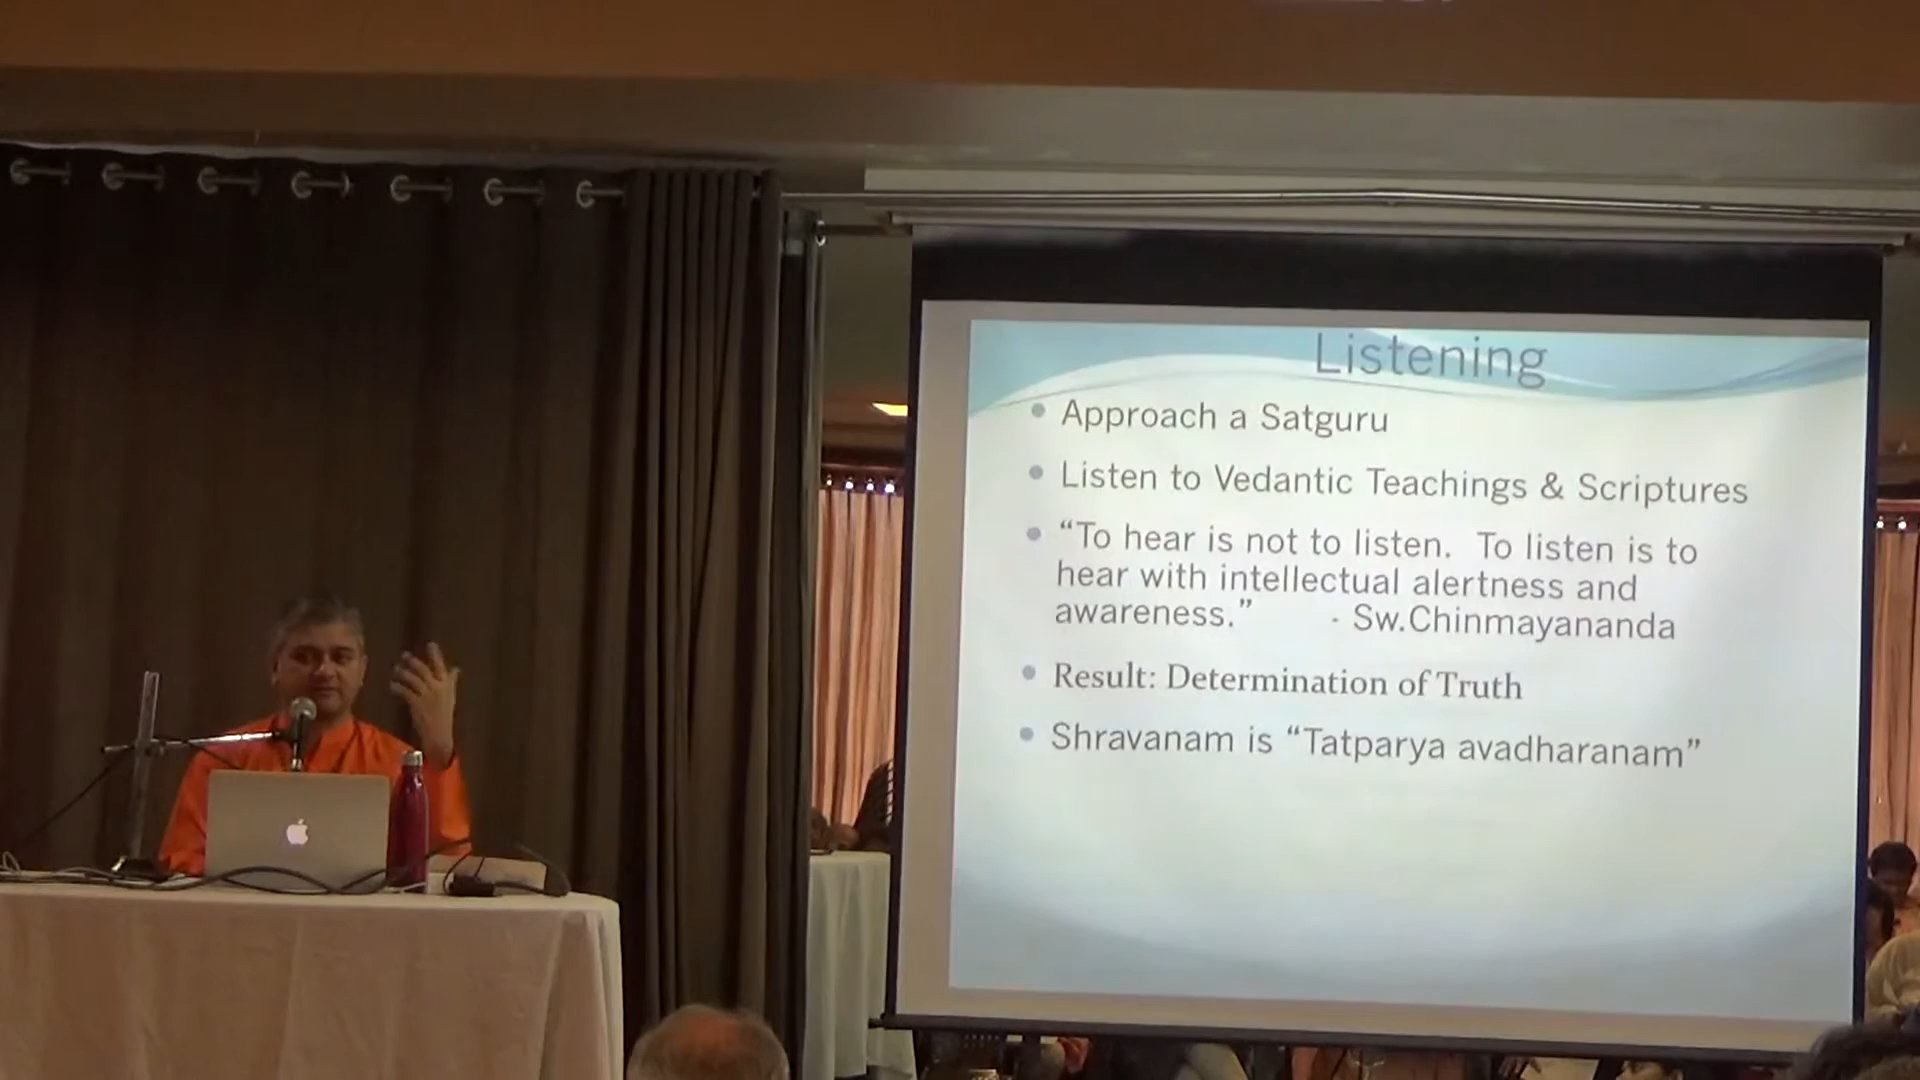 Listening
Approach a Satguru
Listen to Vedantic Teachings & Scriptures
“To hear is not to listen. To listen is to
hear with intellectual alertness and
awareness.” - Sw.Chinmayananda
Result: Determination of Truth
Shravanam is “Tatparya avadharanam”